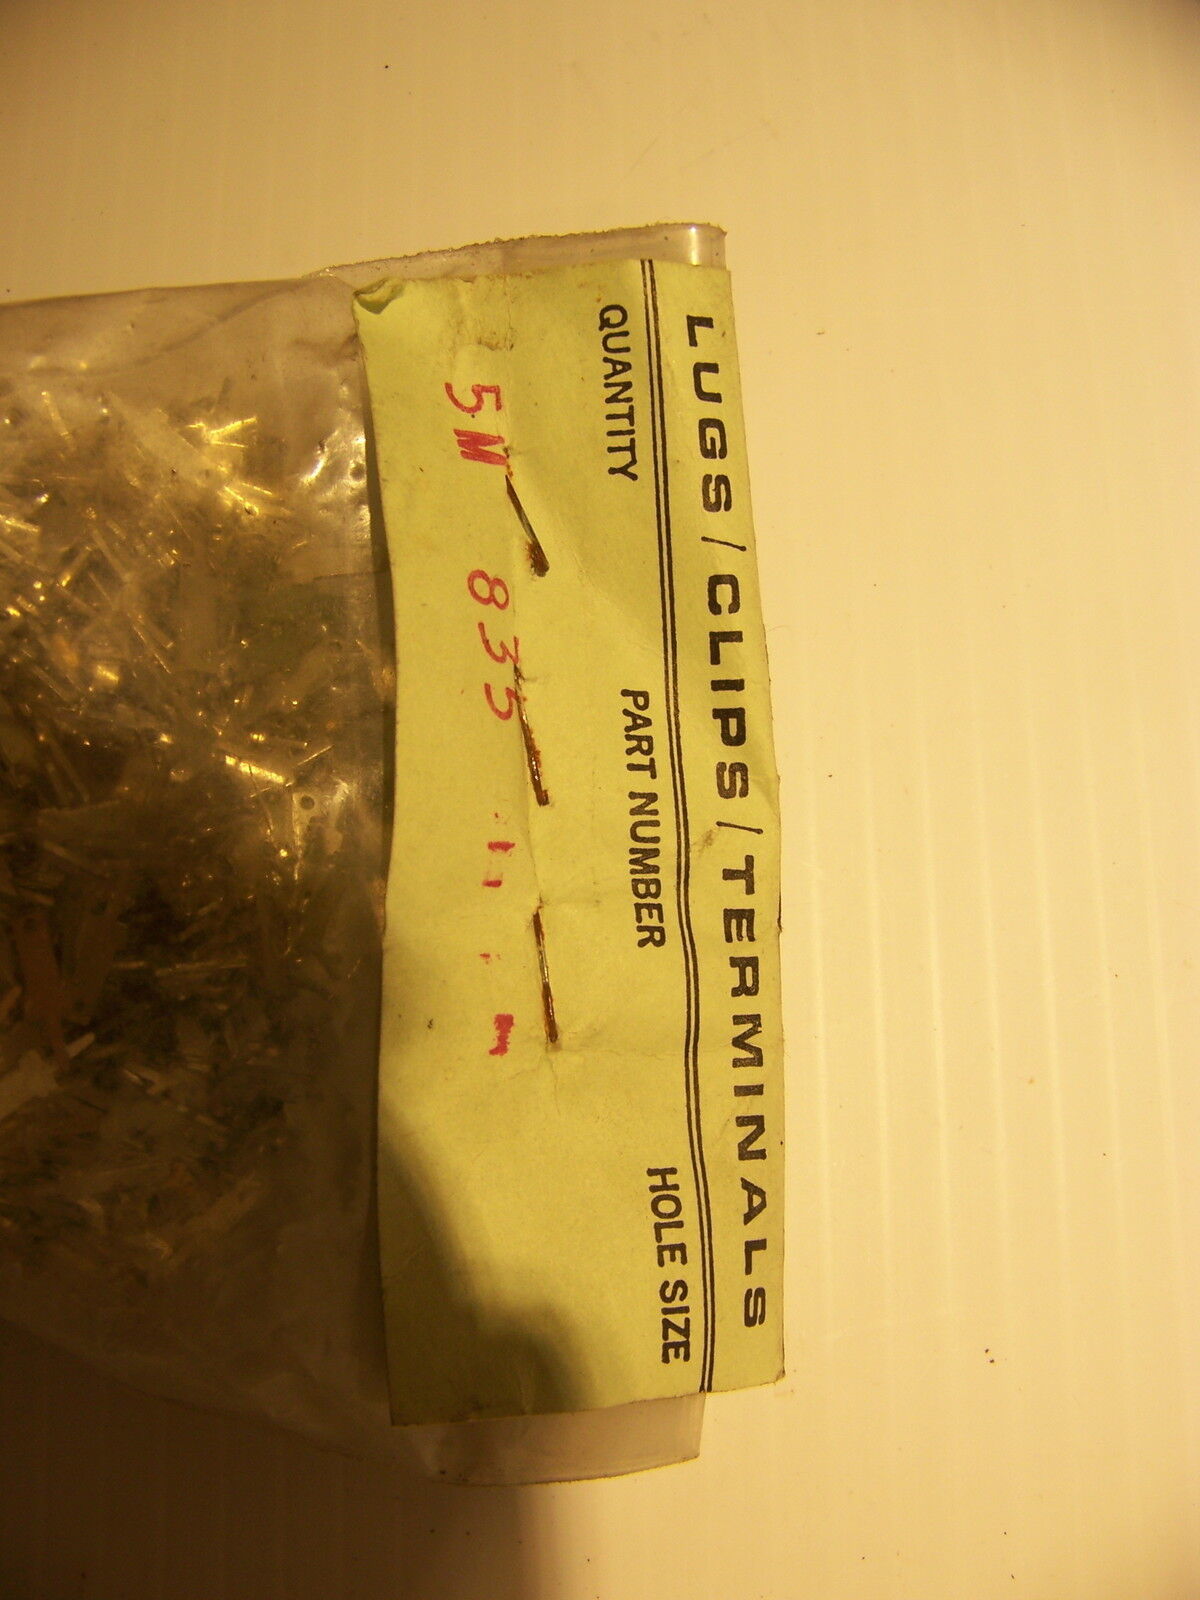 LUGS/CLIPS/TERMINALS
QUANTITY PART NUMBER HOLE SIZE
5M 835